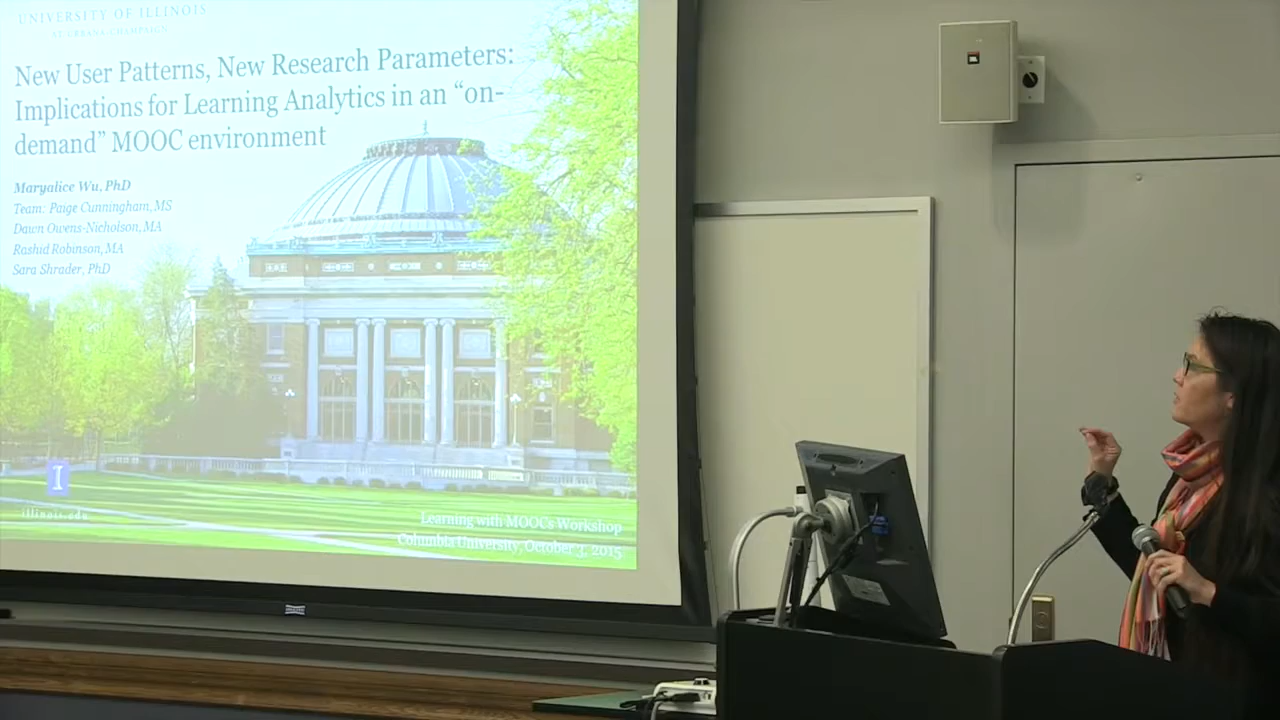 UNIVERSITY OF ILLINOIS
AT URBANA-CHAMPAIGN
New User Patterns, New Research Parameters:
Implications for Learning Analytics in an “on-
demand” MOOC environment
Maryalice Wu, PhD
Team: Paige Cunningham, MS
Dawn Owens-Nicholson, MA
Rashid Robinson, MA
Sara Shrader, PhD
I
illinois.edu
Learning with MOOCs Workshop
Columbia University, October 3, 2015
JBL